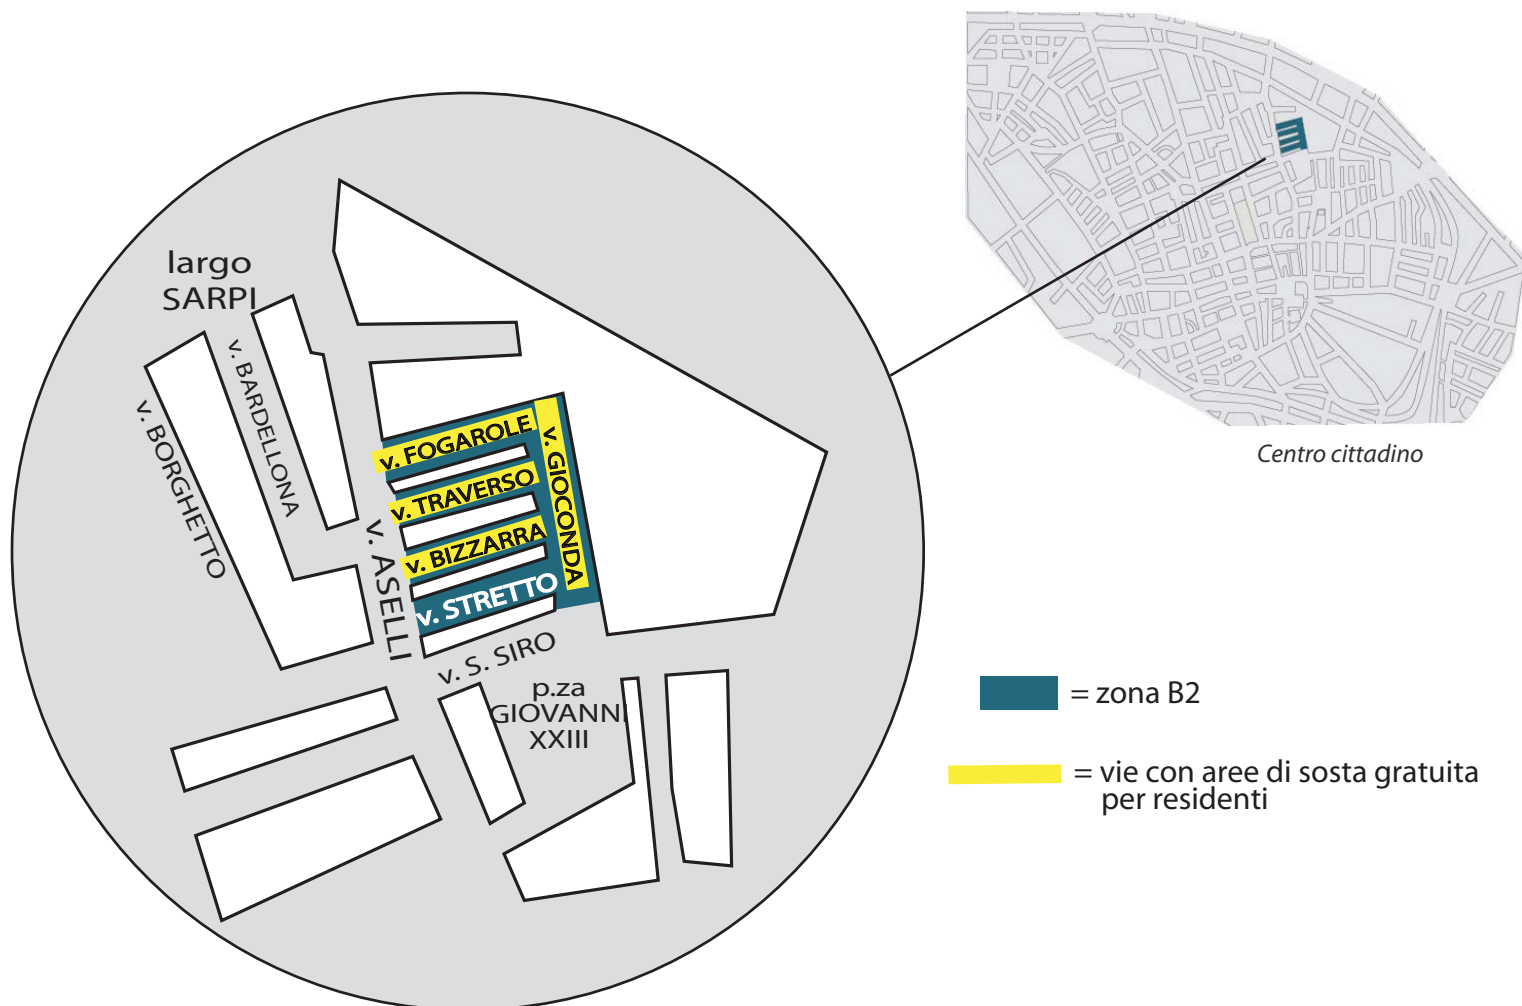 largo
SARPI
v. BARDELLONA
v. BORGHETTO
v. ASELLI
v. FOGAROLE
v. TRAVERSO
v. BIZZARRA
v. STRETTO
v. GIOCONDA
v. S. SIRO
p.za
GIOVANNI
XXIII
Centro cittadino
= zona B2
= vie con aree di sosta gratuita
per residenti